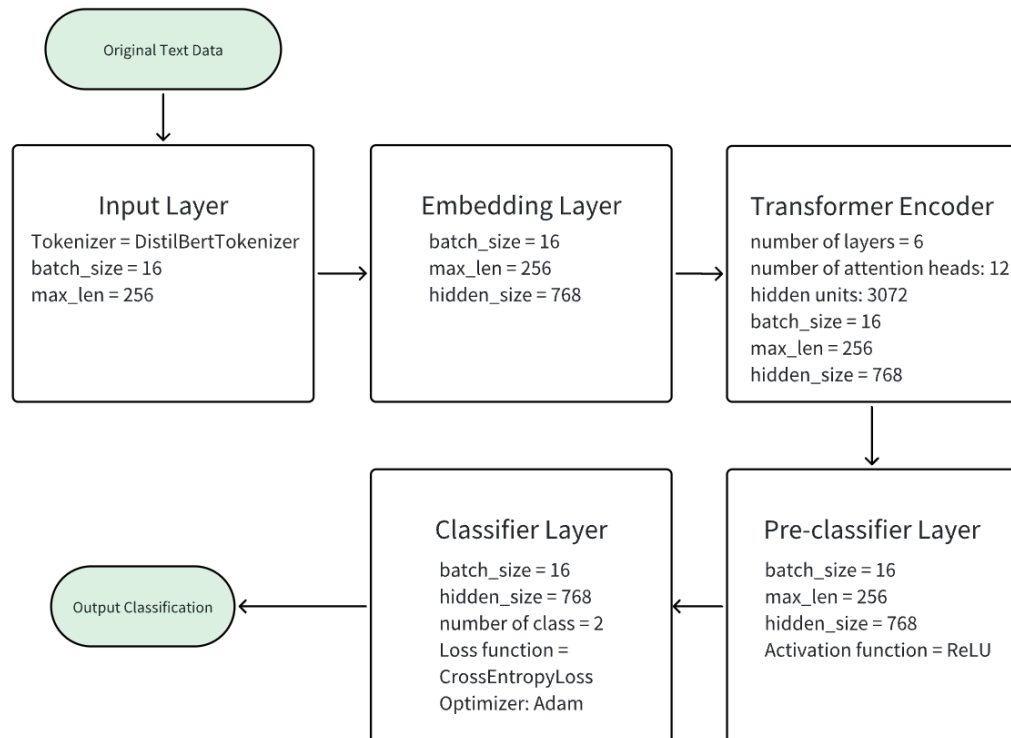 Original Text Data
Input Layer
Tokenizer = DistilBertTokenizer
batch_size = 16
max_len = 256
Embedding Layer
batch_size = 16
max_len = 256
hidden_size = 768
Transformer Encoder
number of layers = 6
number of attention heads: 12
hidden units: 3072
batch_size = 16
max_len = 256
hidden_size = 768
Pre-classifier Layer
batch_size = 16
max_len = 256
hidden_size = 768
Activation function = ReLU
Classifier Layer
batch_size = 16
hidden_size = 768
number of class = 2
Loss function =
CrossEntropyLoss
Optimizer: Adam
Output Classification